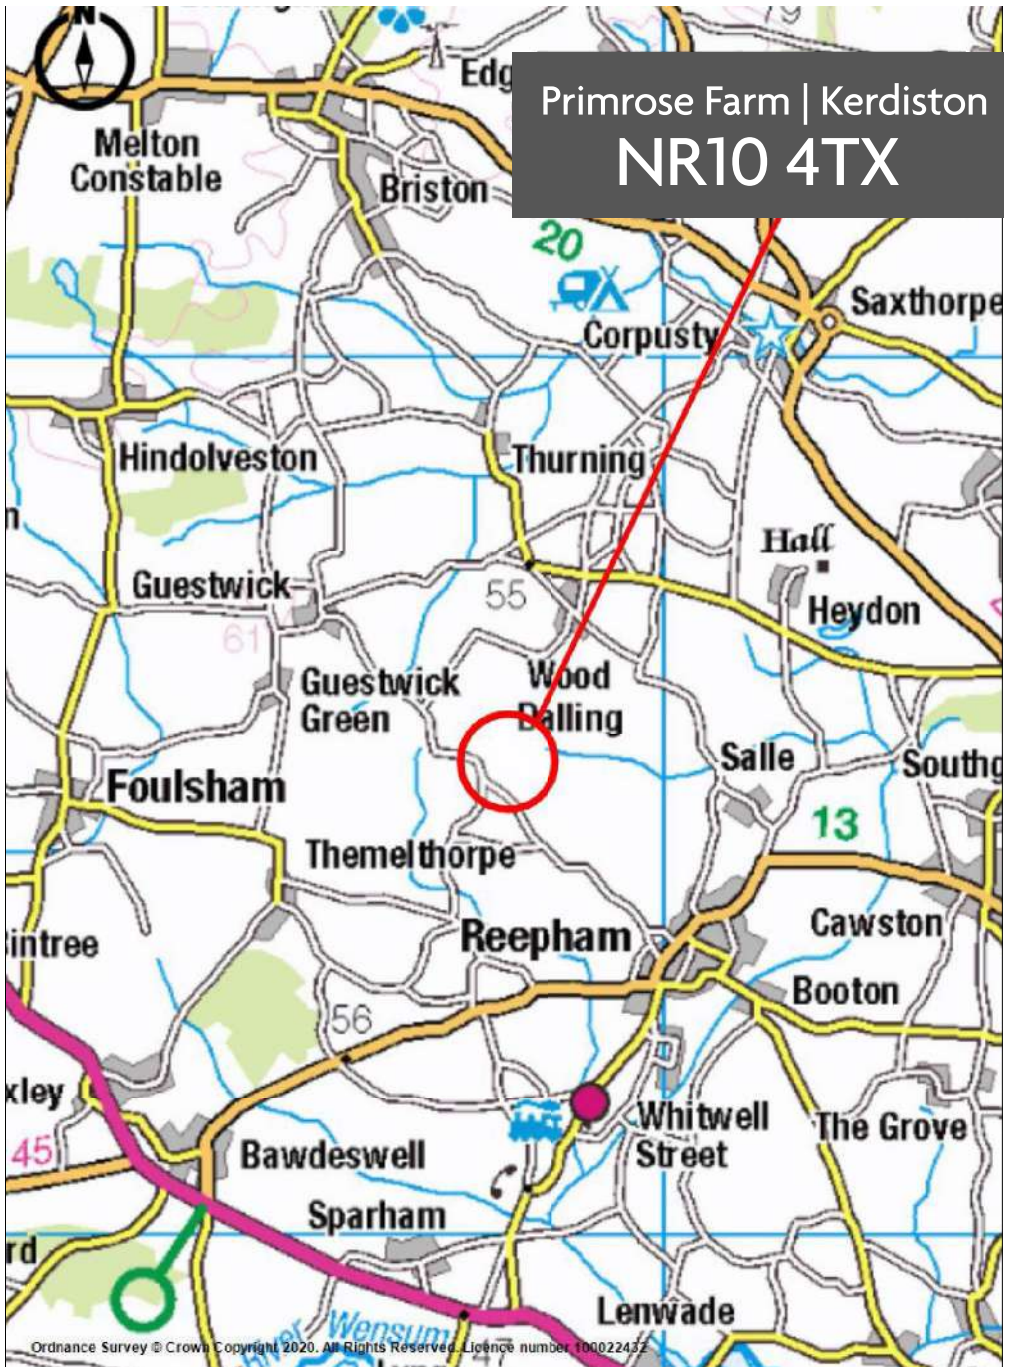 N
Edg
Primrose Farm | Kerdiston
NR10 4TX
Melton
Constable
Briston
20
Saxthorpe
Corpusty
Hindolveston
Thurning
n
Hall
Guestwick
55
Heydon
61
Guestwick
Green
Wood
Dalling
Salle
Southg
Foulsham
13
Themelthorpe
Reepham
Cawston
intree
Booton
56
xley
Whitwell
Street
The Grove
45
Bawdeswell
Sparham
rd
Lenwade
River Wensum
47
Ordnance Survey © Crown Copyright 2020. All Rights Reserved. Licence number 100022432